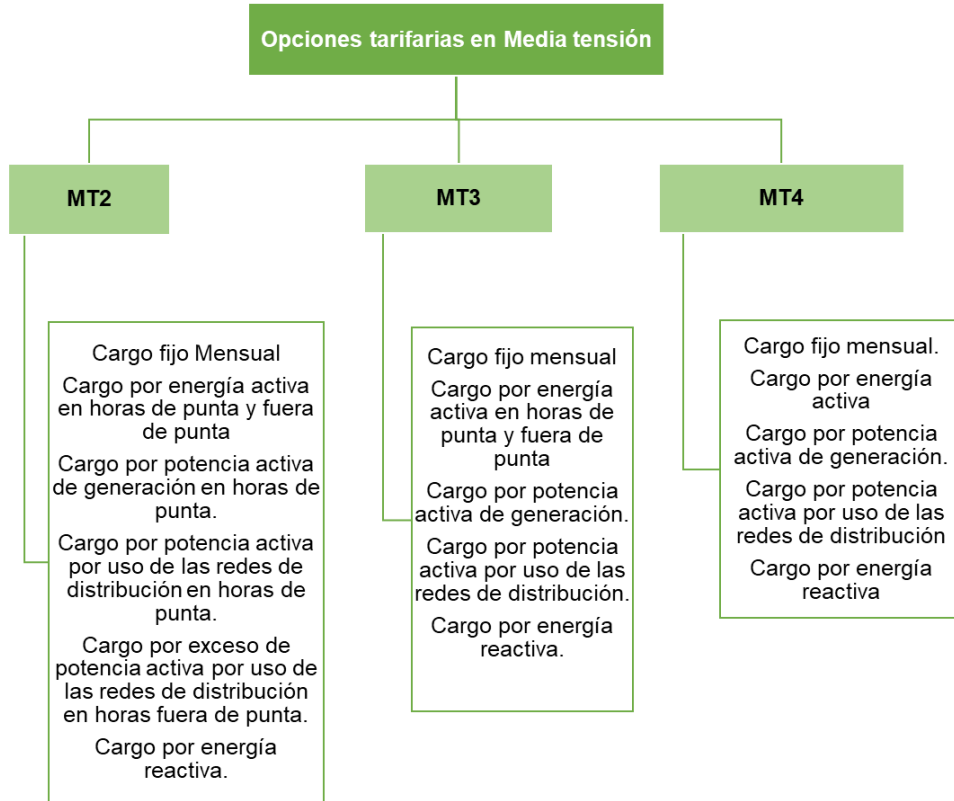 Opciones tarifarias en Media tensión
MT2
MT3
MT4
Cargo fijo Mensual
Cargo por energía activa
en horas de punta y fuera
de punta
Cargo por potencia activa
de generación en horas de
punta.
Cargo por potencia activa
por uso de las redes de
distribución en horas de
punta.
Cargo por exceso de
potencia activa por uso de
las redes de distribución
en horas fuera de punta.
Cargo por energía
reactiva.
Cargo fijo mensual
Cargo por energía
activa en horas de
punta y fuera de
punta
Cargo por potencia
activa de generación.
Cargo por potencia
activa por uso de las
redes de distribución.
Cargo por energía
reactiva.
Cargo fijo mensual.
Cargo por energía
activa
Cargo por potencia
activa de generación.
Cargo por potencia
activa por uso de las
redes de distribución
Cargo por energía
reactiva